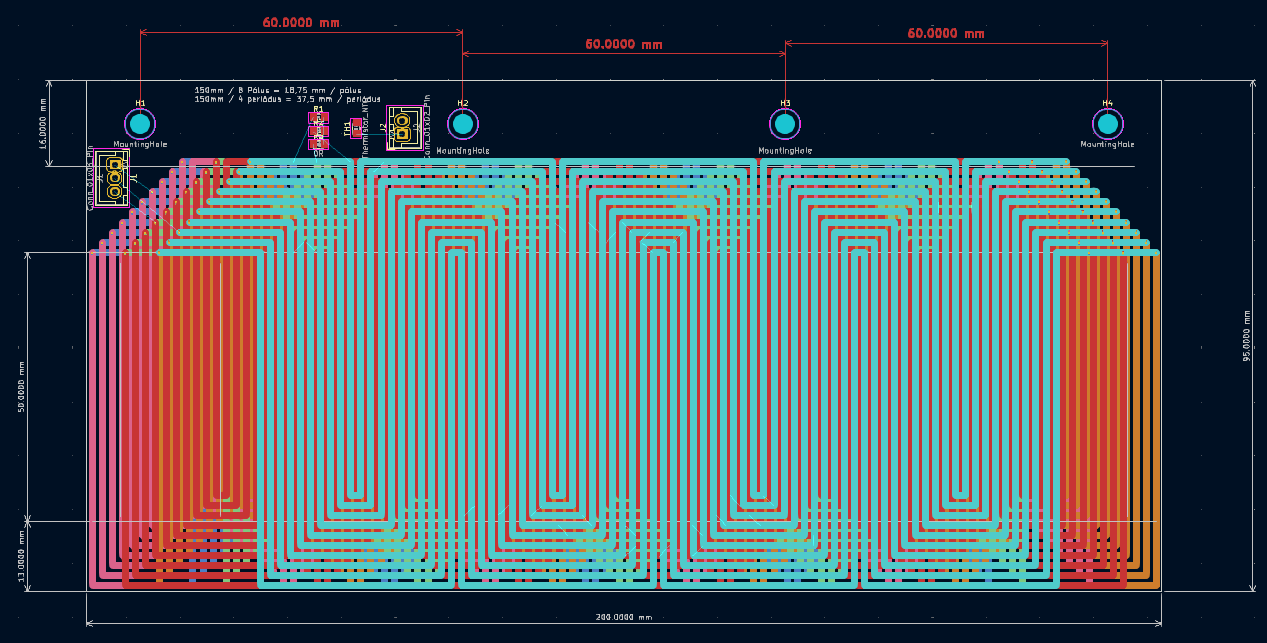 60.0000 mm
60.0000 mm
60.0000 mm
150mm / 8 Pólus = 18,75 mm / pólus
150mm / 4 periódus = 37,5 mm / periódus
H1
R1
H2
H3
H4
16.0000 mm
TH1
Thermistor_NTC
J2
Conn_01x02_Pin
MountingHole
MountingHole
MountingHole
MountingHole
J1
50.0000 mm
95.0000 mm
13.0000 mm
200.0000 mm